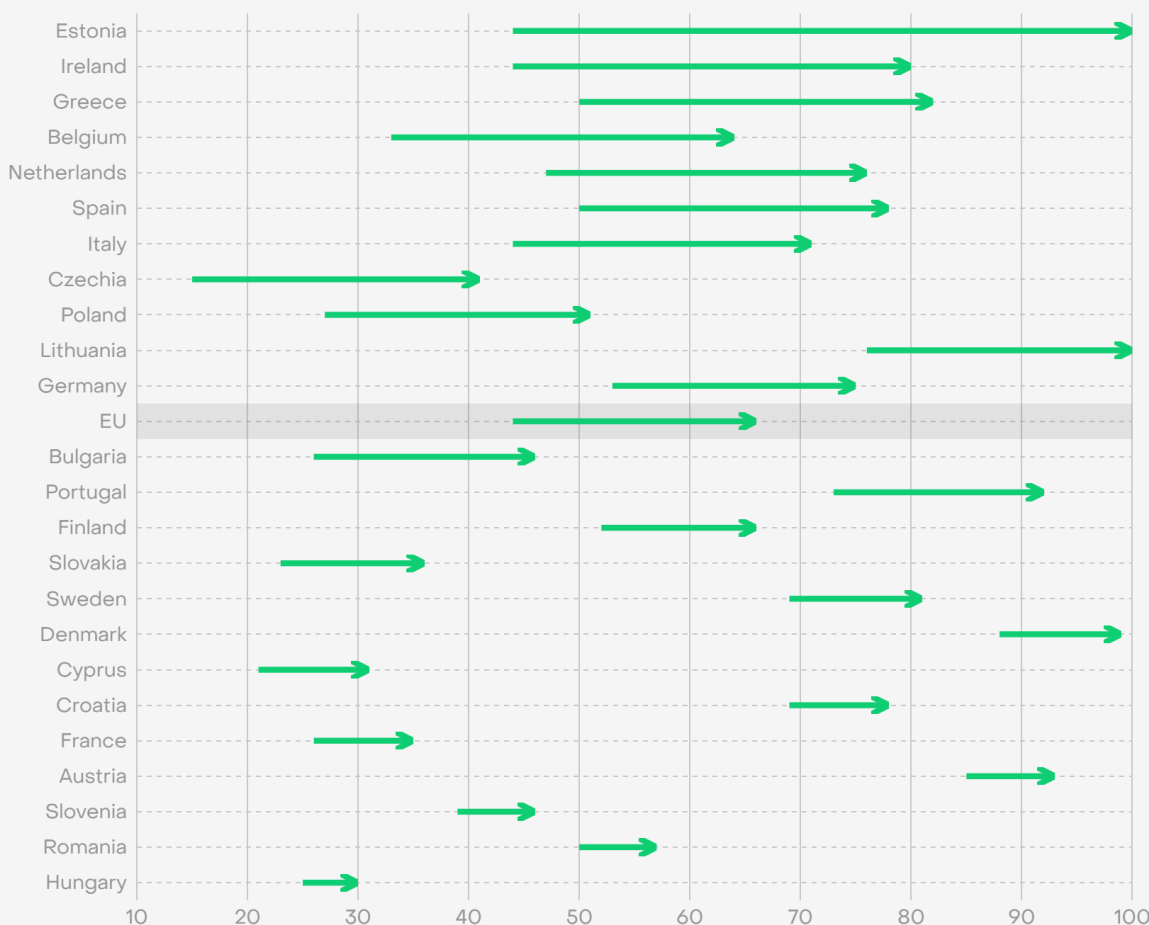 Estonia
Ireland
Greece
Belgium
Netherlands
Spain
Italy
Czechia
Poland
Lithuania
Germany
EU
Bulgaria
Portugal
Finland
Slovakia
Sweden
Denmark
Cyprus
Croatia
France
Austria
Slovenia
Romania
Hungary
10 20 30 40 50 60 70 80 90 100